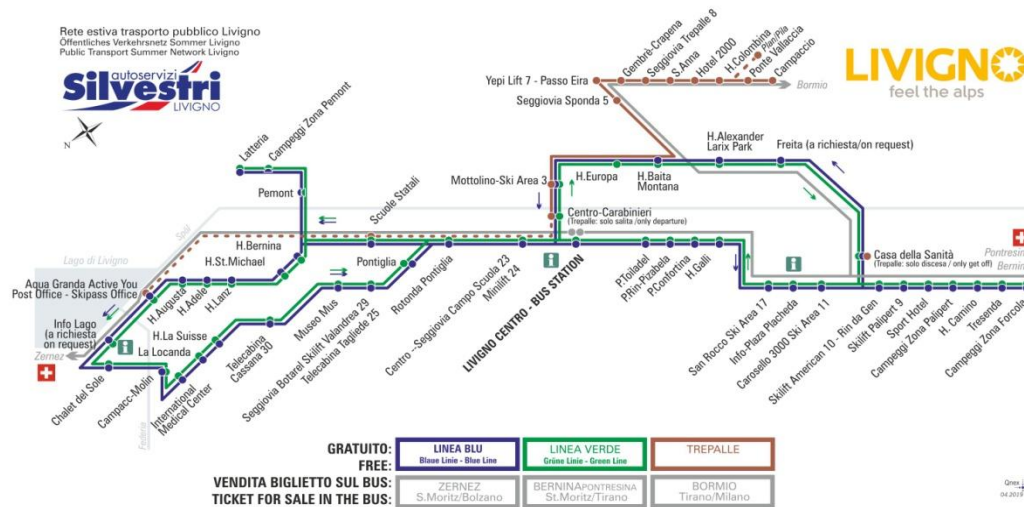 Rete estiva trasporto pubblico Livigno
Öffentliches Verkehrsnetz Sommer Livigno
Public Transport Summer Network Livigno
autoservizi
Silvestri
LIVIGNO
N
LIVIGNO
feel the alps
Gembrè-Crapena
Seggiovia Trepalle 8
S.Anna
Hotel 2000
H.Colombina
Plan/Pila
Ponte Vallaccia
Campaccio
Yepi Lift 7 - Passo Eira
Bormio
Seggiovia Sponda 5
Latteria
Campeggi Zona Pemont
Pemont
Scuole Statali
Mottolino-Ski Area 3
H.Europa
H.Baita
Montana
H.Alexander
Larix Park
Freita (a richiesta/on request)
Centro-Carabinieri
(Trepalle: solo salita /only departure)
Spöl
Lago di Livigno
H.Bernina
H.St.Michael
Pontiglia
Aqua Granda Active You
Post Office - Skipass Office
H.Augusta
H.Adele
H.Lanz
Info Lago
(a richiesta
on request)
Zernez
Chalet del Sole
Federia
H.La Suisse
La Locanda
Campacc-Molin
International
Medical Center
Telecabina
Cassana 30
Museo Mus
Seggiovia Botarel Skilift Valandrea 29
Telecabina Tagliede 25
Rotonda Pontiglia
Centro -Seggiovia Campo Scuola 23
Minilift 24
LIVIGNO CENTRO - BUS STATION
P.Toiladel
P.Rin-Pizabela
P.Confortina
H.Galli
Casa della Sanità
(Trepalle: solo discesa / only get off)
Pontresin
Bernin
San Rocco Ski Area 17
Info-Plaza Placheda
Carosello 3000 Ski Area 11
Skilift American 10 - Rin da Gen
Skilift Palipert 9
Sport Hotel
Campeggi Zona Palipert
H. Camino
Tresenda
Campeggi Zona Forcola
GRATUITO:
FREE:
LINEA BLU
Blaue Linie - Blue Line
LINEA VERDE
Grüne Linie - Green Line
TREPALLE
VENDITA BIGLIETTO SUL BUS:
TICKET FOR SALE IN THE BUS:
ZERNEZ
S.Moritz/Bolzano
BERNINA PONTRESINA
St.Moritz/Tirano
BORMIO
Tirano/Milano
Qnex
04.2019